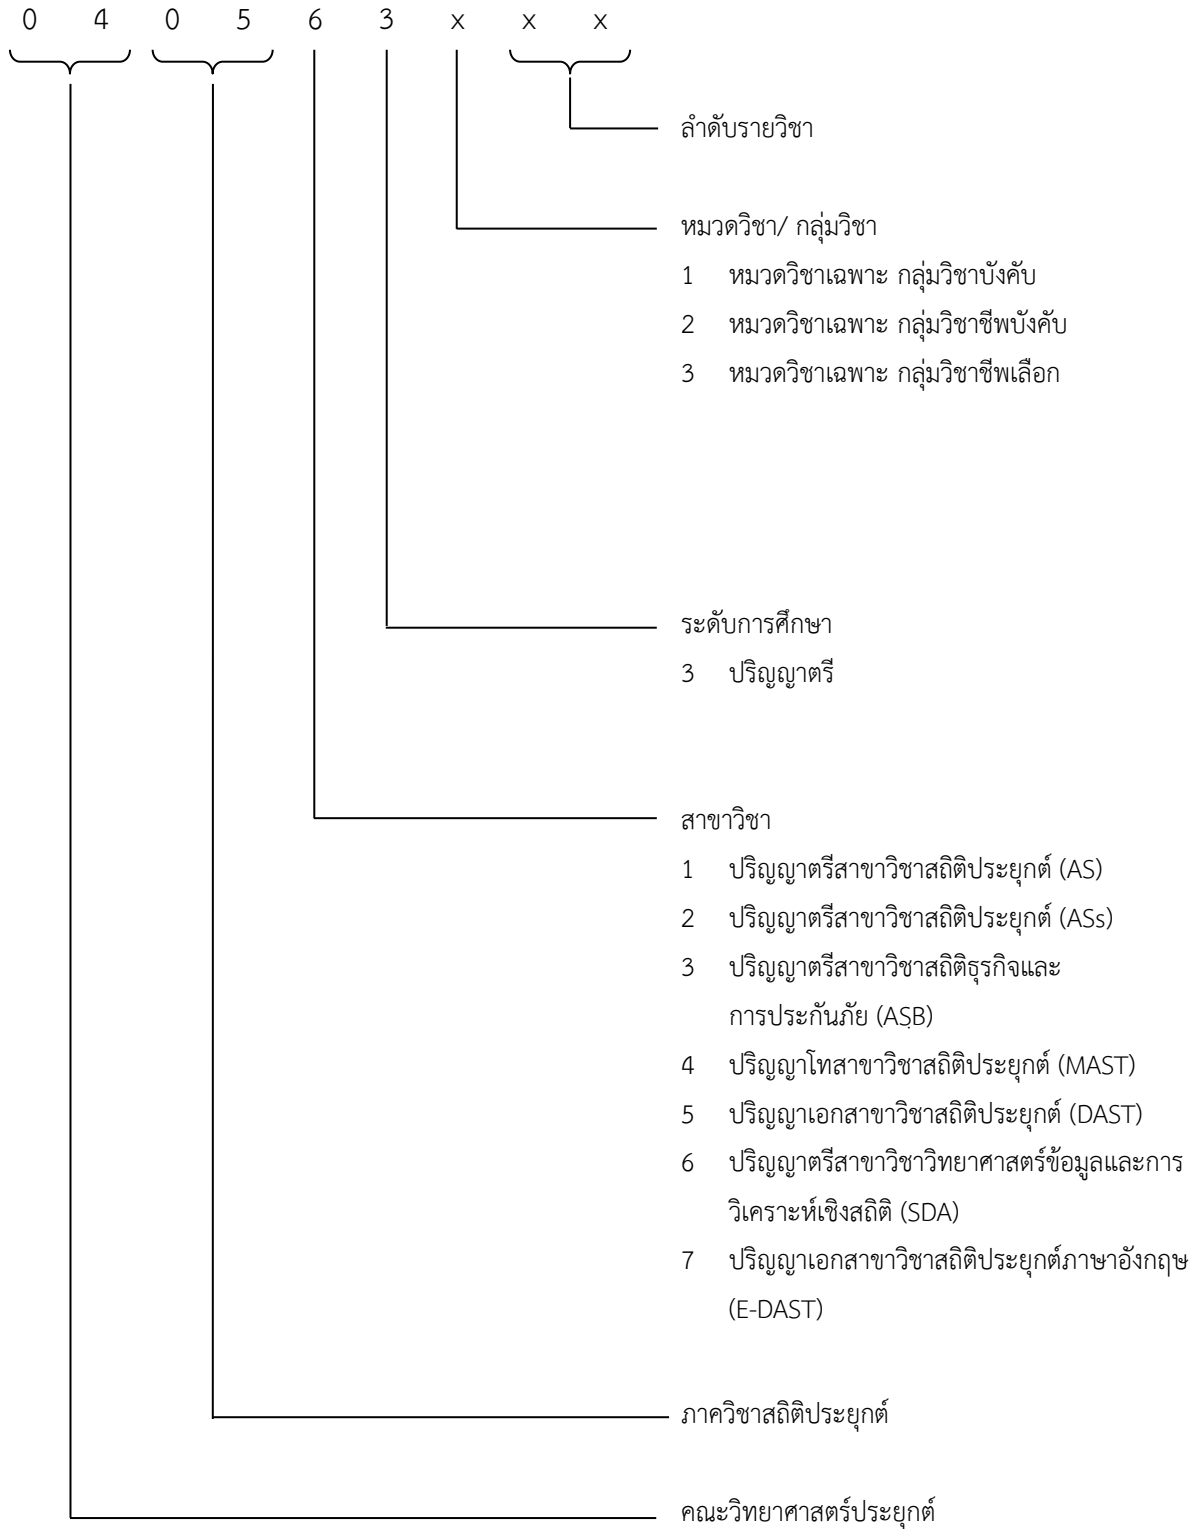 0 4 0 5 6 3 x x x
ลำดับรายวิชา
หมวดวิชา/ กลุ่มวิชา
1 หมวดวิชาเฉพาะ กลุ่มวิชาบังคับ
2 หมวดวิชาเฉพาะ กลุ่มวิชาชีพบังคับ
3 หมวดวิชาเฉพาะ กลุ่มวิชาชีพเลือก
ระดับการศึกษา
3 ปริญญาตรี
สาขาวิชา
1 ปริญญาตรีสาขาวิชาสถิติประยุกต์ (AS)
2 ปริญญาตรีสาขาวิชาสถิติประยุกต์ (ASs)
3 ปริญญาตรีสาขาวิชาสถิติธุรกิจและ
การประกันภัย (ASB)
4 ปริญญาโทสาขาวิชาสถิติประยุกต์ (MAST)
5 ปริญญาเอกสาขาวิชาสถิติประยุกต์ (DAST)
6 ปริญญาตรีสาขาวิชาวิทยาศาสตร์ข้อมูลและการ
วิเคราะห์เชิงสถิติ (SDA)
7 ปริญญาเอกสาขาวิชาสถิติประยุกต์ภาษาอังกฤษ
(E-DAST)
ภาควิชาสถิติประยุกต์
คณะวิทยาศาสตร์ประยุกต์